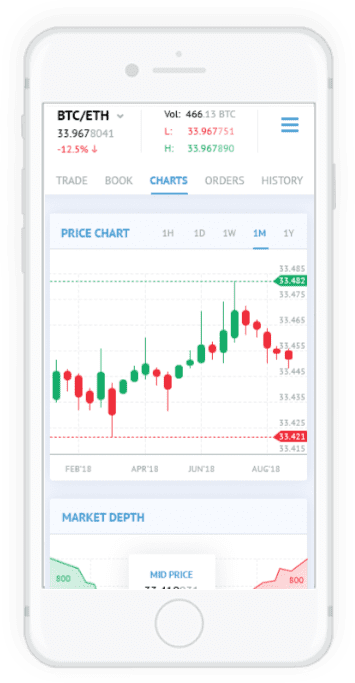 BTC/ETH Vol: 466.13 BTC
33.9678041 L: 33.967751
-12.5% ↓ H: 33.967890
TRADE BOOK CHARTS ORDERS HISTORY
PRICE CHART 1H 1D 1W 1M 1Y
33.485
33.482
33.475
33.465
33.455
33.445
33.435
33.425
33.421
33.415
FEB'18 APR'18 JUN'18 AUG'18
MARKET DEPTH
800 MID PRICE 800